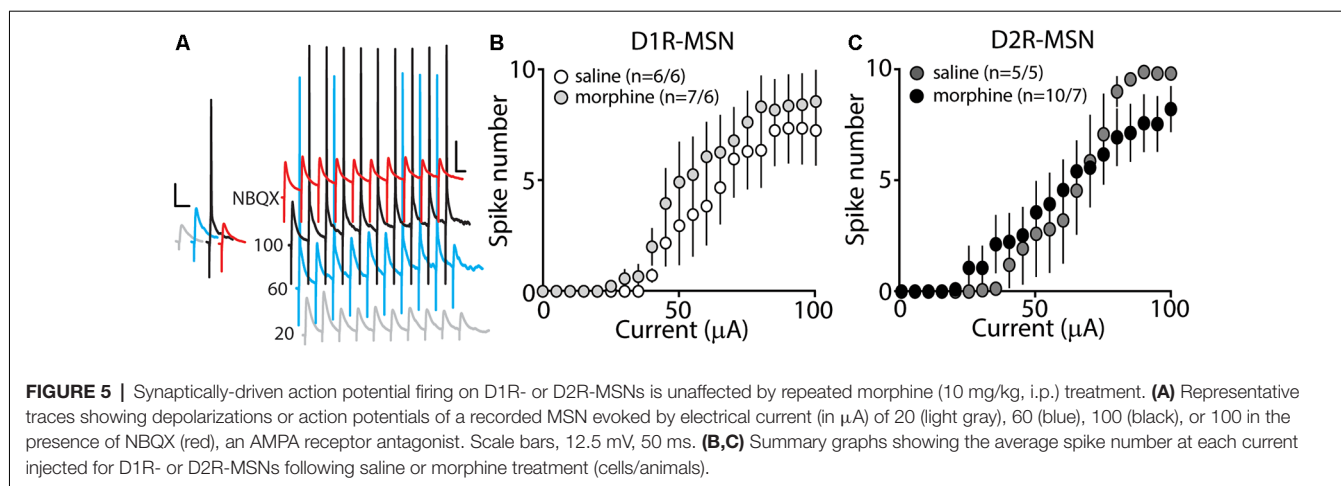 A
NBQX
100
60
20
B
D1R-MSN
saline (n=6/6)
morphine (n=7/6)
Spike number
10
5
0
0
50
100
Current (µA)
C
D2R-MSN
saline (n=5/5)
morphine (n=10/7)
Spike number
10
5
0
0
50
100
Current (µA)
FIGURE 5 | Synaptically-driven action potential firing on D1R- or D2R-MSNs is unaffected by repeated morphine (10 mg/kg, i.p.) treatment. (A) Representative
traces showing depolarizations or action potentials of a recorded MSN evoked by electrical current (in µA) of 20 (light gray), 60 (blue), 100 (black), or 100 in the
presence of NBQX (red), an AMPA receptor antagonist. Scale bars, 12.5 mV, 50 ms. (B,C) Summary graphs showing the average spike number at each current
injected for D1R- or D2R-MSNs following saline or morphine treatment (cells/animals).